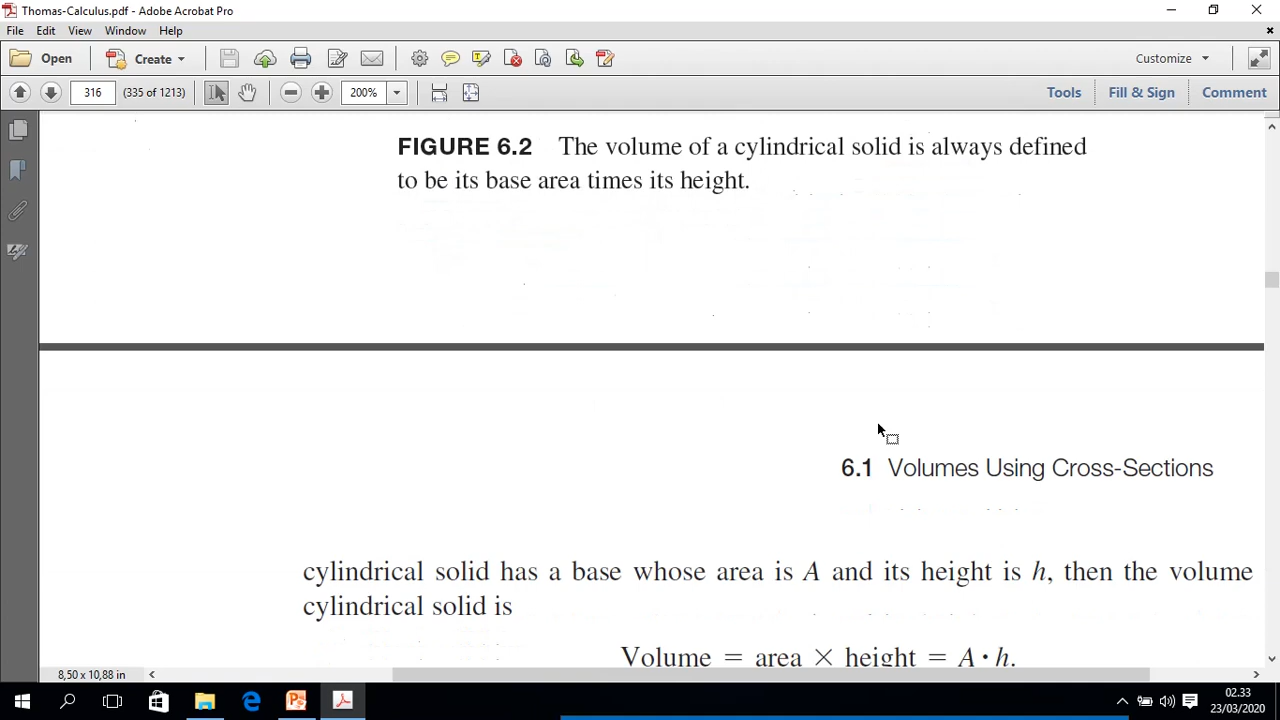 Thomas-Calculus.pdf - Adobe Acrobat Pro
File Edit View Window Help
Open Create Customize
316 (335 of 1213) 200% Tools Fill & Sign Comment
FIGURE 6.2 The volume of a cylindrical solid is always defined
to be its base area times its height.
6.1 Volumes Using Cross-Sections
cylindrical solid has a base whose area is A and its height is h, then the volume
cylindrical solid is
Volume = area × height = A · h.
8,50 x 10,88 in
02.33
23/03/2020